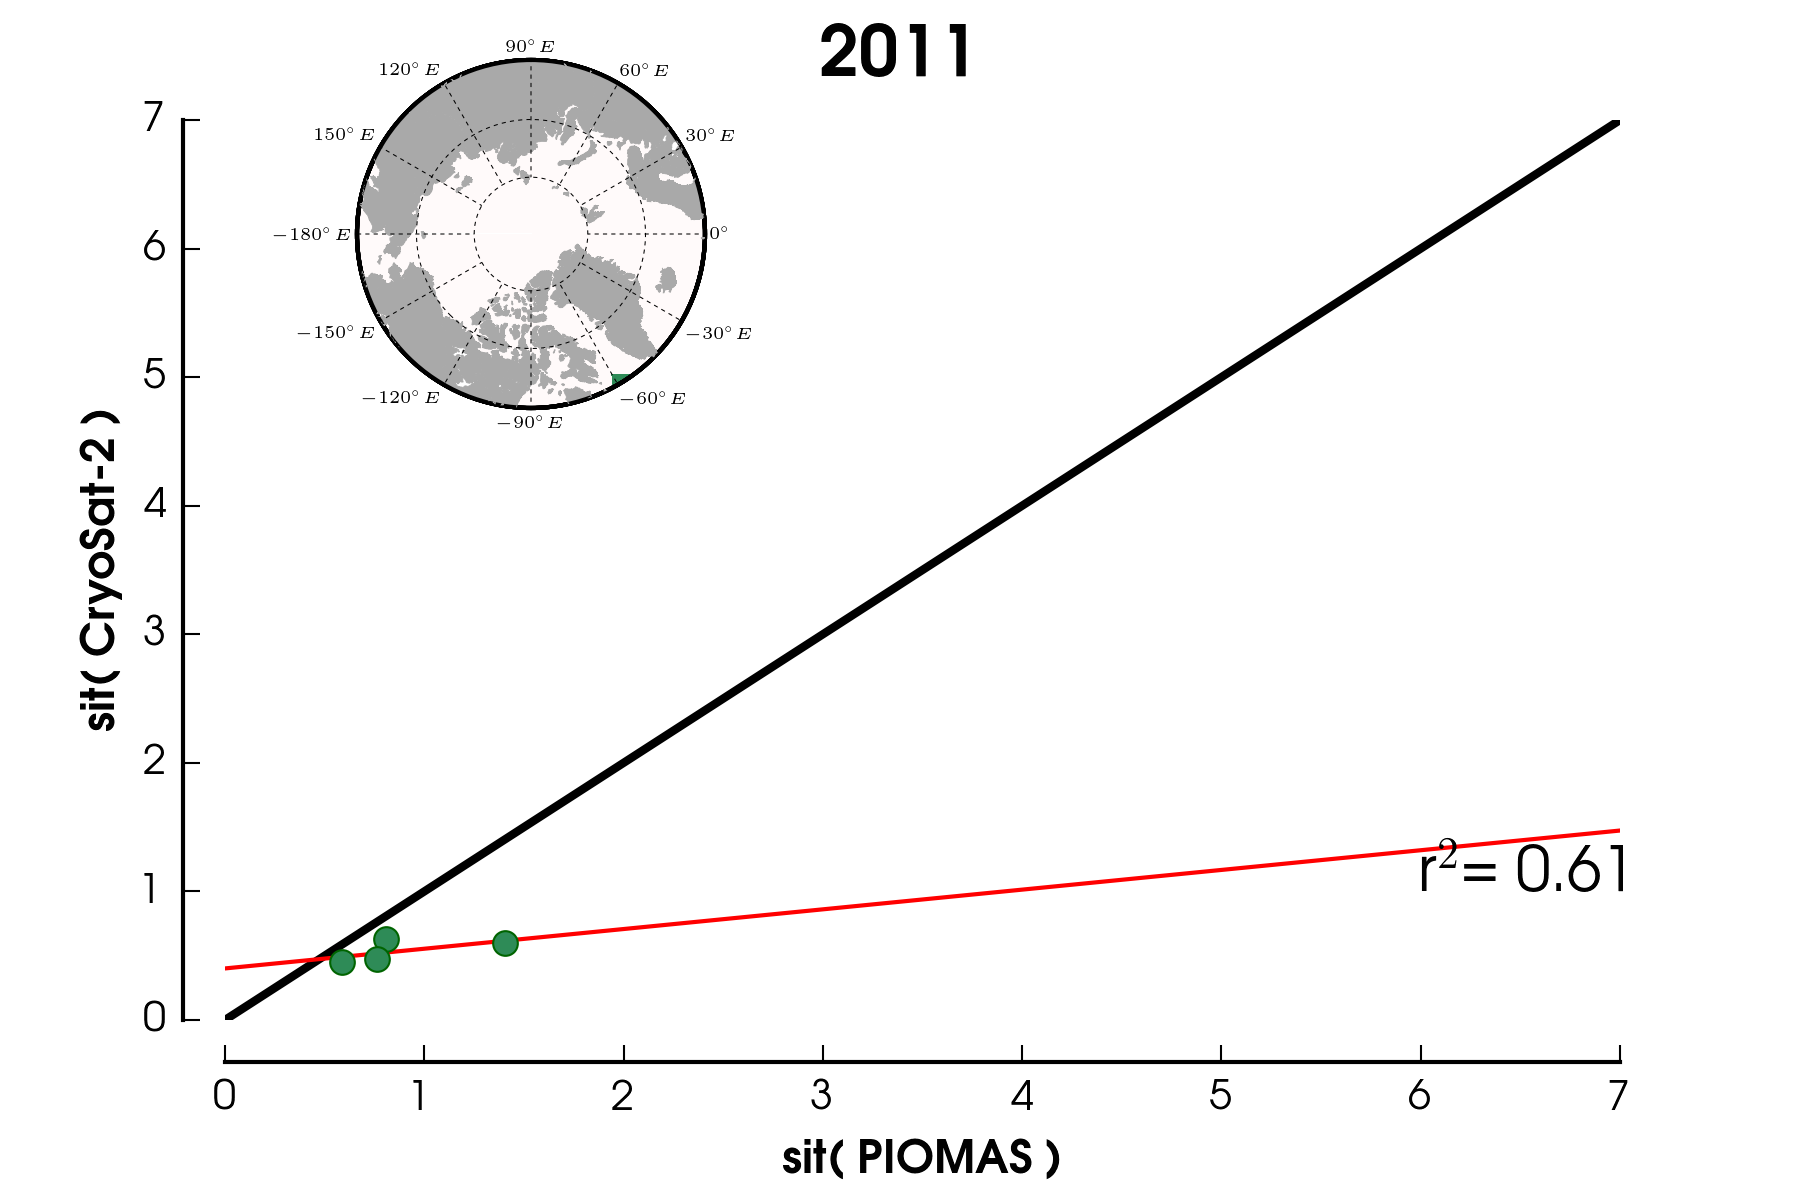 2011
90° E
120° E
60° E
150° E
30° E
−180° E
0°
−150° E
−30° E
−120° E
−60° E
−90° E
7
6
5
4
3
2
1
0
sit( CryoSat-2 )
r²= 0.61
0 1 2 3 4 5 6 7
sit( PIOMAS )